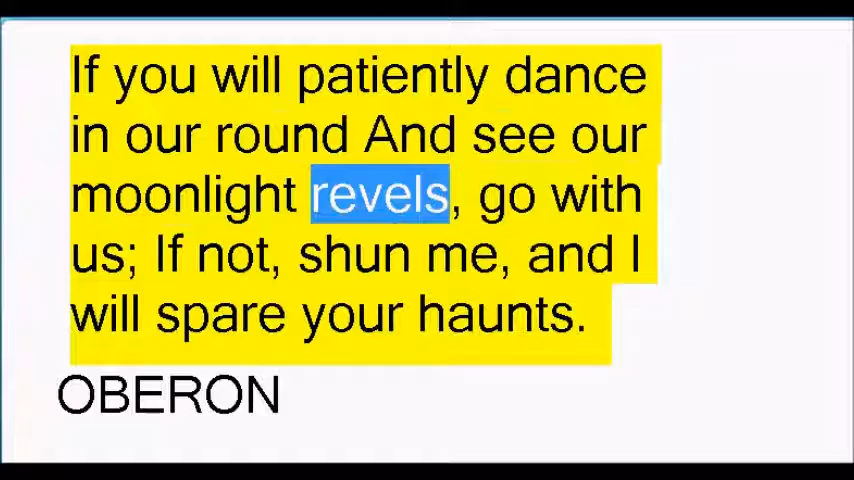 If you will patiently dance
in our round And see our
moonlight revels, go with
us; If not, shun me, and I
will spare your haunts.
OBERON